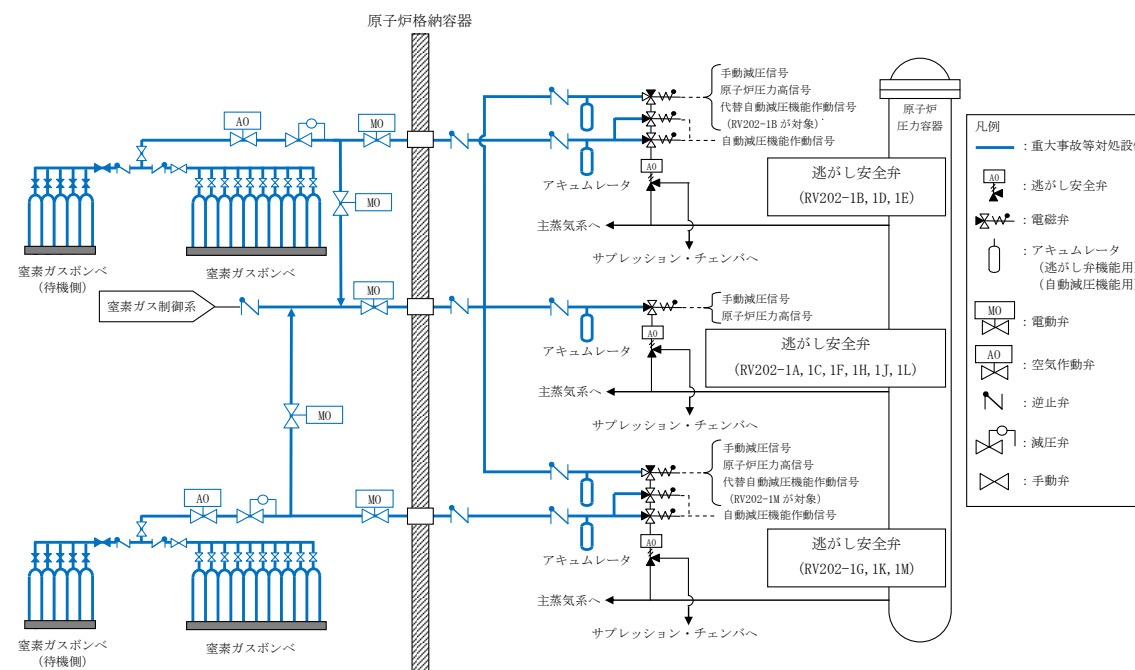 原子炉格納容器
AO
MO
窒素ガスボンベ
(待機側)
窒素ガスボンベ
MO
窒素ガス制御系
MO
MO
AO
MO
窒素ガスボンベ
(待機側)
窒素ガスボンベ
手動減圧信号
原子炉圧力高信号
代替自動減圧機能作動信号
(RV202-1Bが対象)
自動減圧機能作動信号
アキュムレータ
AO
逃がし安全弁
(RV202-1B, 1D, 1E)
主蒸気系へ
サプレッション・チェンバへ
手動減圧信号
原子炉圧力高信号
アキュムレータ
AO
逃がし安全弁
(RV202-1A, 1C, 1F, 1H, 1J, 1L)
主蒸気系へ
サプレッション・チェンバへ
手動減圧信号
原子炉圧力高信号
代替自動減圧機能作動信号
(RV202-1Mが対象)
自動減圧機能作動信号
アキュムレータ
AO
逃がし安全弁
(RV202-1G, 1K, 1M)
主蒸気系へ
サプレッション・チェンバへ
原子炉
圧力容器
凡例
:重大事故等対処設
AO
:逃がし安全弁
:電磁弁
:アキュムレータ
(逃がし弁機能用)
(自動減圧機能用)
MO
:電動弁
AO
:空気作動弁
:逆止弁
:減圧弁
:手動弁